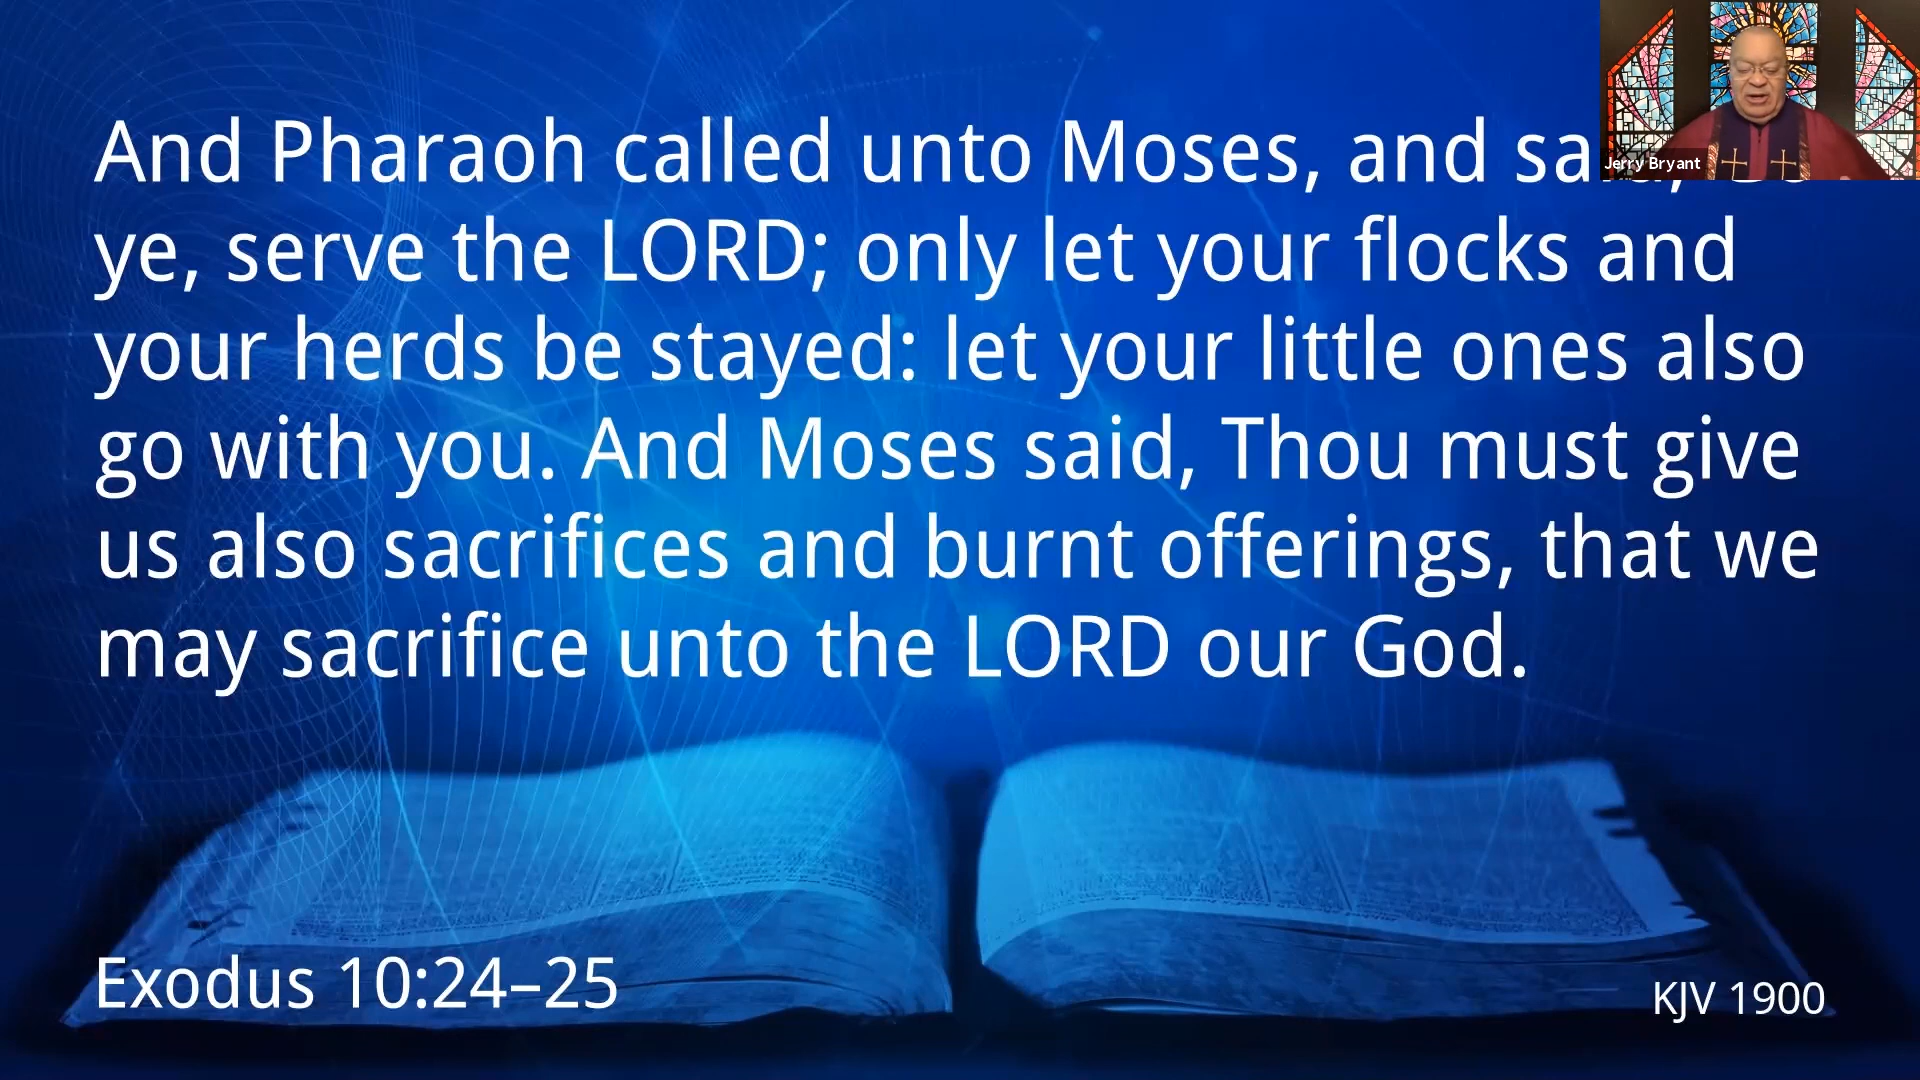 And Pharaoh called unto Moses, and said,
ye, serve the LORD; only let your flocks and
your herds be stayed: let your little ones also
go with you. And Moses said, Thou must give
us also sacrifices and burnt offerings, that we
may sacrifice unto the LORD our God.
Jerry Bryant
Exodus 10:24–25
KJV 1900